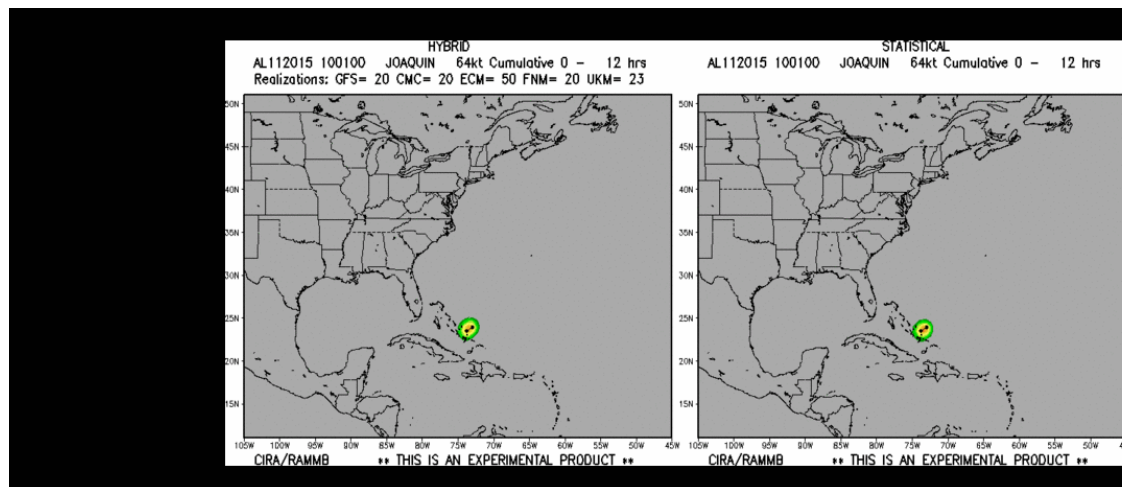 HYBRID
AL112015 100100 JOAQUIN 64kt Cumulative 0 - 12 hrs
Realizations: GFS= 20 CMC= 20 ECM= 50 FNM= 20 UKM= 23
50N
45N
40N
35N
30N
25N
20N
15N
105W 100W 95W 90W 85W 80W 75W 70W 65W 60W 55W 50W 45W
CIRA/RAMMB ** THIS IS AN EXPERIMENTAL PRODUCT **
STATISTICAL
AL112015 100100 JOAQUIN 64kt Cumulative 0 - 12 hrs
50N
45N
40N
35N
30N
25N
20N
15N
105W 100W 95W 90W 85W 80W 75W 70W 65W 60W 55W 50W 4
CIRA/RAMMB ** THIS IS AN EXPERIMENTAL PRODUCT **